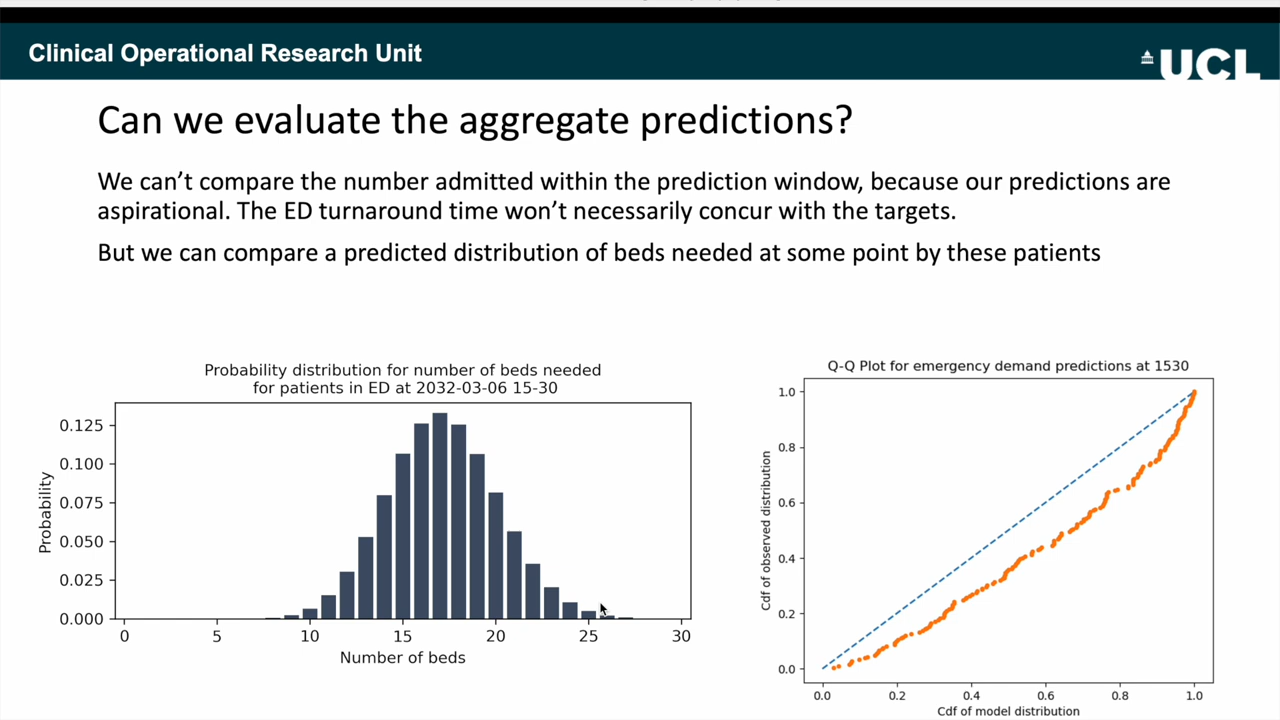 Clinical Operational Research Unit
UCL
Can we evaluate the aggregate predictions?
We can’t compare the number admitted within the prediction window, because our predictions are
aspirational. The ED turnaround time won’t necessarily concur with the targets.
But we can compare a predicted distribution of beds needed at some point by these patients
Probability distribution for number of beds needed
for patients in ED at 2032-03-06 15-30
Probability
0.125
0.100
0.075
0.050
0.025
0.000
0 5 10 15 20 25 30
Number of beds
Q-Q Plot for emergency demand predictions at 1530
Cdf of observed distribution
1.0
0.8
0.6
0.4
0.2
0.0
0.0 0.2 0.4 0.6 0.8 1.0
Cdf of model distribution